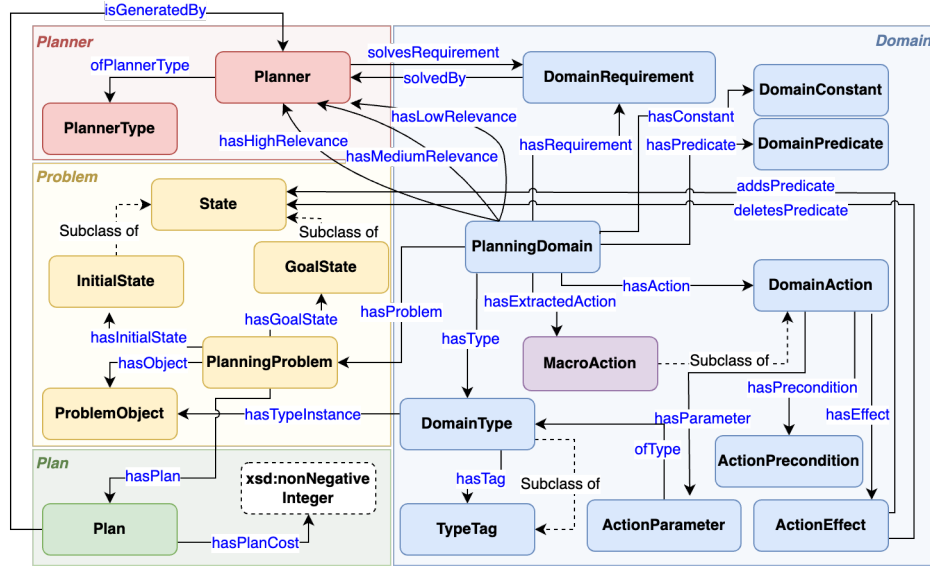 isGeneratedBy
Planner
Domain
solvesRequirement
ofPlannerType
Planner
solvedBy
DomainRequirement
DomainConstant
PlannerType
hasLowRelevance
hasConstant
hasHighRelevance
hasMediumRelevance
hasRequirement
hasPredicate
DomainPredicate
Problem
State
addsPredicate
deletesPredicate
Subclass of
Subclass of
PlanningDomain
InitialState
GoalState
DomainAction
hasAction
hasExtractedAction
hasProblem
hasGoalState
hasInitialState
hasType
hasObject
PlanningProblem
MacroAction
Subclass of
hasPrecondition
ProblemObject
hasTypeInstance
DomainType
hasParameter
hasEffect
ofType
ActionPrecondition
Plan
hasPlan
xsd:nonNegative
Integer
hasTag
Subclass of
Plan
hasPlanCost
TypeTag
ActionParameter
ActionEffect